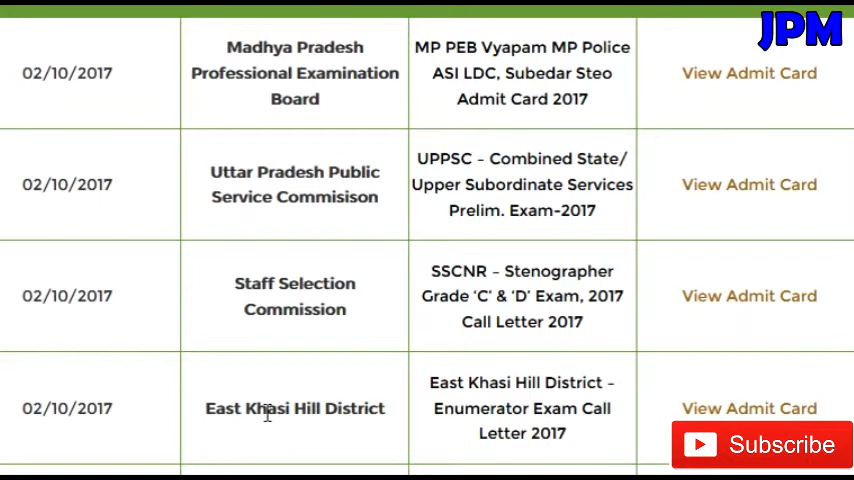 JPM
02/10/2017
Madhya Pradesh
Professional Examination
Board
MP PEB Vyapam MP Police
ASI LDC, Subedar Steo
Admit Card 2017
View Admit Card
02/10/2017
Uttar Pradesh Public
Service Commisison
UPPSC - Combined State/
Upper Subordinate Services
Prelim. Exam-2017
View Admit Card
02/10/2017
Staff Selection
Commission
SSCNR – Stenographer
Grade ‘C’ & ‘D’ Exam, 2017
Call Letter 2017
View Admit Card
02/10/2017
East Khasi Hill District
East Khasi Hill District –
Enumerator Exam Call
Letter 2017
View Admit Card
Subscribe